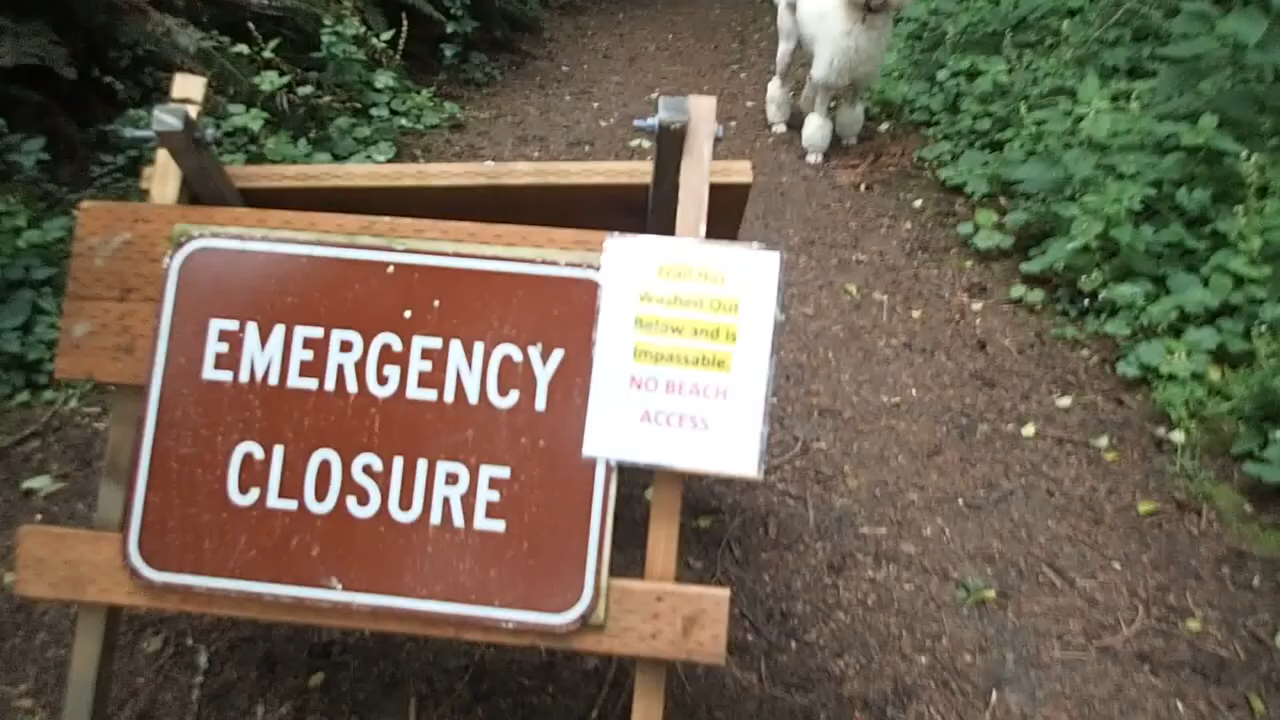 EMERGENCY
CLOSURE
Trail Has
Washed Out
Below and is
Impassable.
NO BEACH
ACCESS